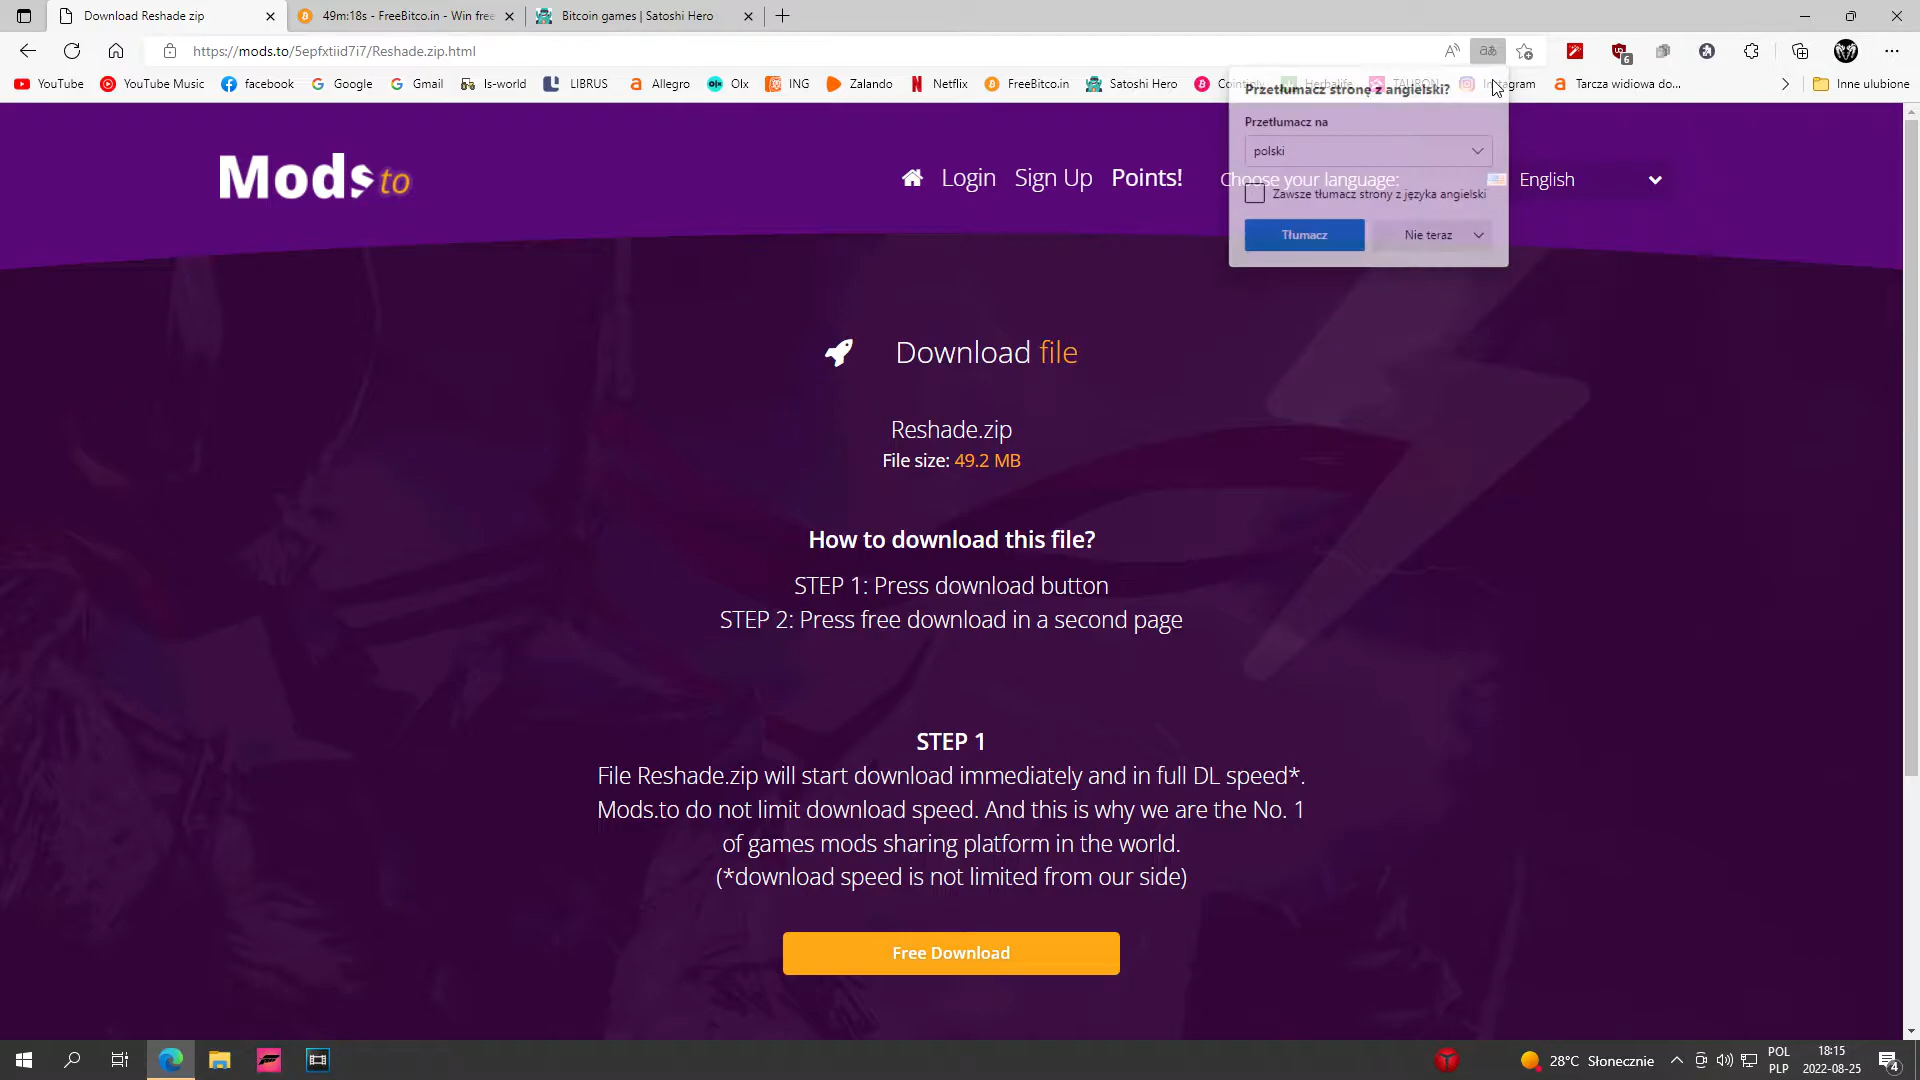 Download Reshade zip
49m:18s - FreeBitco.in - Win free
Bitcoin games | Satoshi Hero
https://mods.to/5epfxtiid7i7/Reshade.zip.html
6
YouTube
YouTube Music
facebook
Google
Gmail
ls-world
LIBRUS
Allegro
Olx
ING
Zalando
Netflix
FreeBitco.in
Satoshi Hero
Herbalife
TAURON
Instagram
Tarcza widiowa do...
Inne ulubione
Przetłumacz stronę z angielski?
Przetłumacz na
polski
Zawsze tłumacz strony z języka angielski
Tłumacz
Nie teraz
Mods to
Login
Sign Up
Points!
Choose your language:
English
Download file
Reshade.zip
File size: 49.2 MB
How to download this file?
STEP 1: Press download button
STEP 2: Press free download in a second page
STEP 1
File Reshade.zip will start download immediately and in full DL speed*.
Mods.to do not limit download speed. And this is why we are the No. 1
of games mods sharing platform in the world.
(*download speed is not limited from our side)
Free Download
28°C Słonecznie
POL
PLP
18:15
2022-08-25
4